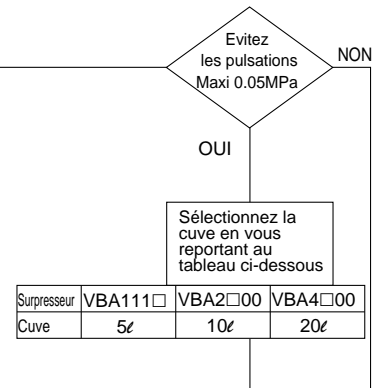 Evitez
les pulsations
Maxi 0.05MPa
NON
OUI
Sélectionnez la
cuve en vous
reportant au
tableau ci-dessous
Surpresseur VBA111□ VBA2□00 VBA4□00
Cuve 5ℓ 10ℓ 20ℓ